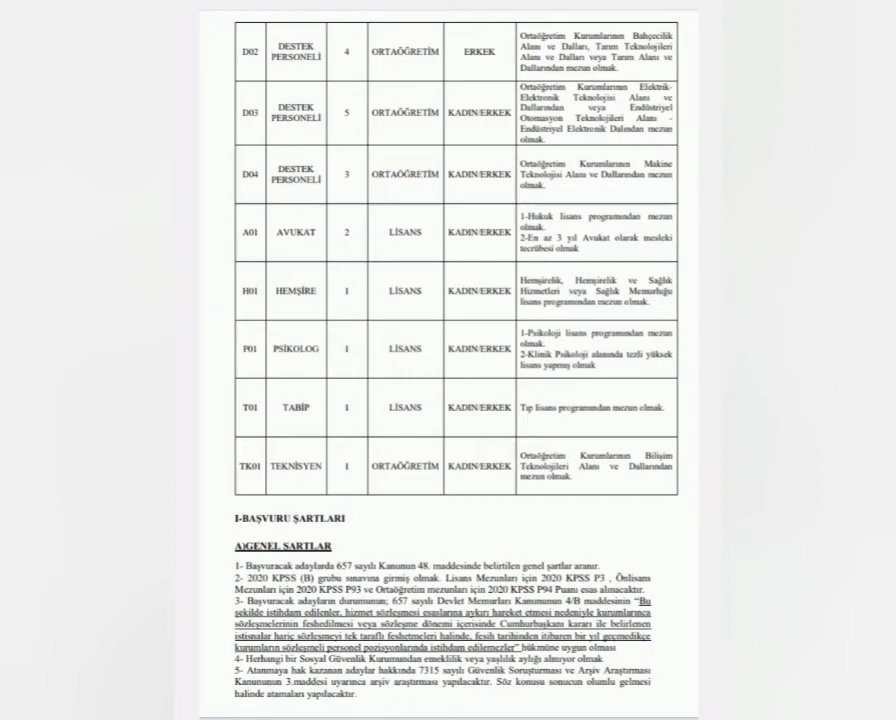 D02 DESTEK PERSONELİ 4 ORTAÖĞRETİM ERKEK Ortaöğretim Kurumlarının Bahçecilik
Alanı ve Dalları, Tarım Teknolojileri
Alanı ve Dalları veya Tarım Alanı ve
Dallarından mezun olmak.
D03 DESTEK PERSONELİ 5 ORTAÖĞRETİM KADIN/ERKEK Ortaöğretim Kurumlarının Elektrik-
Elektronik Teknolojisi Alanı ve
Dallarından veya Endüstriyel
Otomasyon Teknolojileri Alanı -
Endüstriyel Elektronik Dalından mezun
olmak.
D04 DESTEK PERSONELİ 3 ORTAÖĞRETİM KADIN/ERKEK Ortaöğretim Kurumlarının Makine
Teknolojisi Alanı ve Dallarından mezun
olmak.
A01 AVUKAT 2 LİSANS KADIN/ERKEK 1-Hukuk lisans programından mezun
olmak.
2-En az 3 yıl Avukat olarak mesleki
tecrübesi olmak
H01 HEMŞİRE 1 LİSANS KADIN/ERKEK Hemşirelik, Hemşirelik ve Sağlık
Hizmetleri veya Sağlık Memurluğu
lisans programından mezun olmak.
P01 PSİKOLOG 1 LİSANS KADIN/ERKEK 1-Psikoloji lisans programından mezun
olmak.
2-Klinik Psikoloji alanında tezli yüksek
lisans yapmış olmak
T01 TABİP 1 LİSANS KADIN/ERKEK Tıp lisans programından mezun olmak.
TK01 TEKNİSYEN 1 ORTAÖĞRETİM KADIN/ERKEK Ortaöğretim Kurumlarının Bilişim
Teknolojileri Alanı ve Dallarından
mezun olmak.
I-BAŞVURU ŞARTLARI
A)GENEL ŞARTLAR
1- Başvuracak adaylarda 657 sayılı Kanunun 48. maddesinde belirtilen genel şartlar aranır.
2- 2020 KPSS (B) grubu sınavına girmiş olmak. Lisans Mezunları için 2020 KPSS P3 , Önlisans
Mezunları için 2020 KPSS P93 ve Ortaöğretim mezunları için 2020 KPSS P94 Puanı esas alınacaktır.
3- Başvuracak adayların durumunun; 657 sayılı Devlet Memurları Kanununun 4/B maddesinin "Bu
şekilde istihdam edilenler, hizmet sözleşmesi esaslarına aykırı hareket etmesi nedeniyle kurumlarınca
sözleşmelerinin feshedilmesi veya sözleşme dönemi içerisinde Cumhurbaşkanı kararı ile belirlenen
istisnalar hariç sözleşmeyi tek taraflı feshetmeleri halinde, fesih tarihinden itibaren bir yıl geçmedikçe
kurumların sözleşmeli personel pozisyonlarında istihdam edilemezler" hükmüne uygun olması
4- Herhangi bir Sosyal Güvenlik Kurumundan emeklilik veya yaşlılık aylığı almıyor olmak
5- Atanmaya hak kazanan adaylar hakkında 7315 sayılı Güvenlik Soruşturması ve Arşiv Araştırması
Kanununun 3.maddesi uyarınca arşiv araştırması yapılacaktır. Söz konusu sonucun olumlu gelmesi
halinde atamaları yapılacaktır.